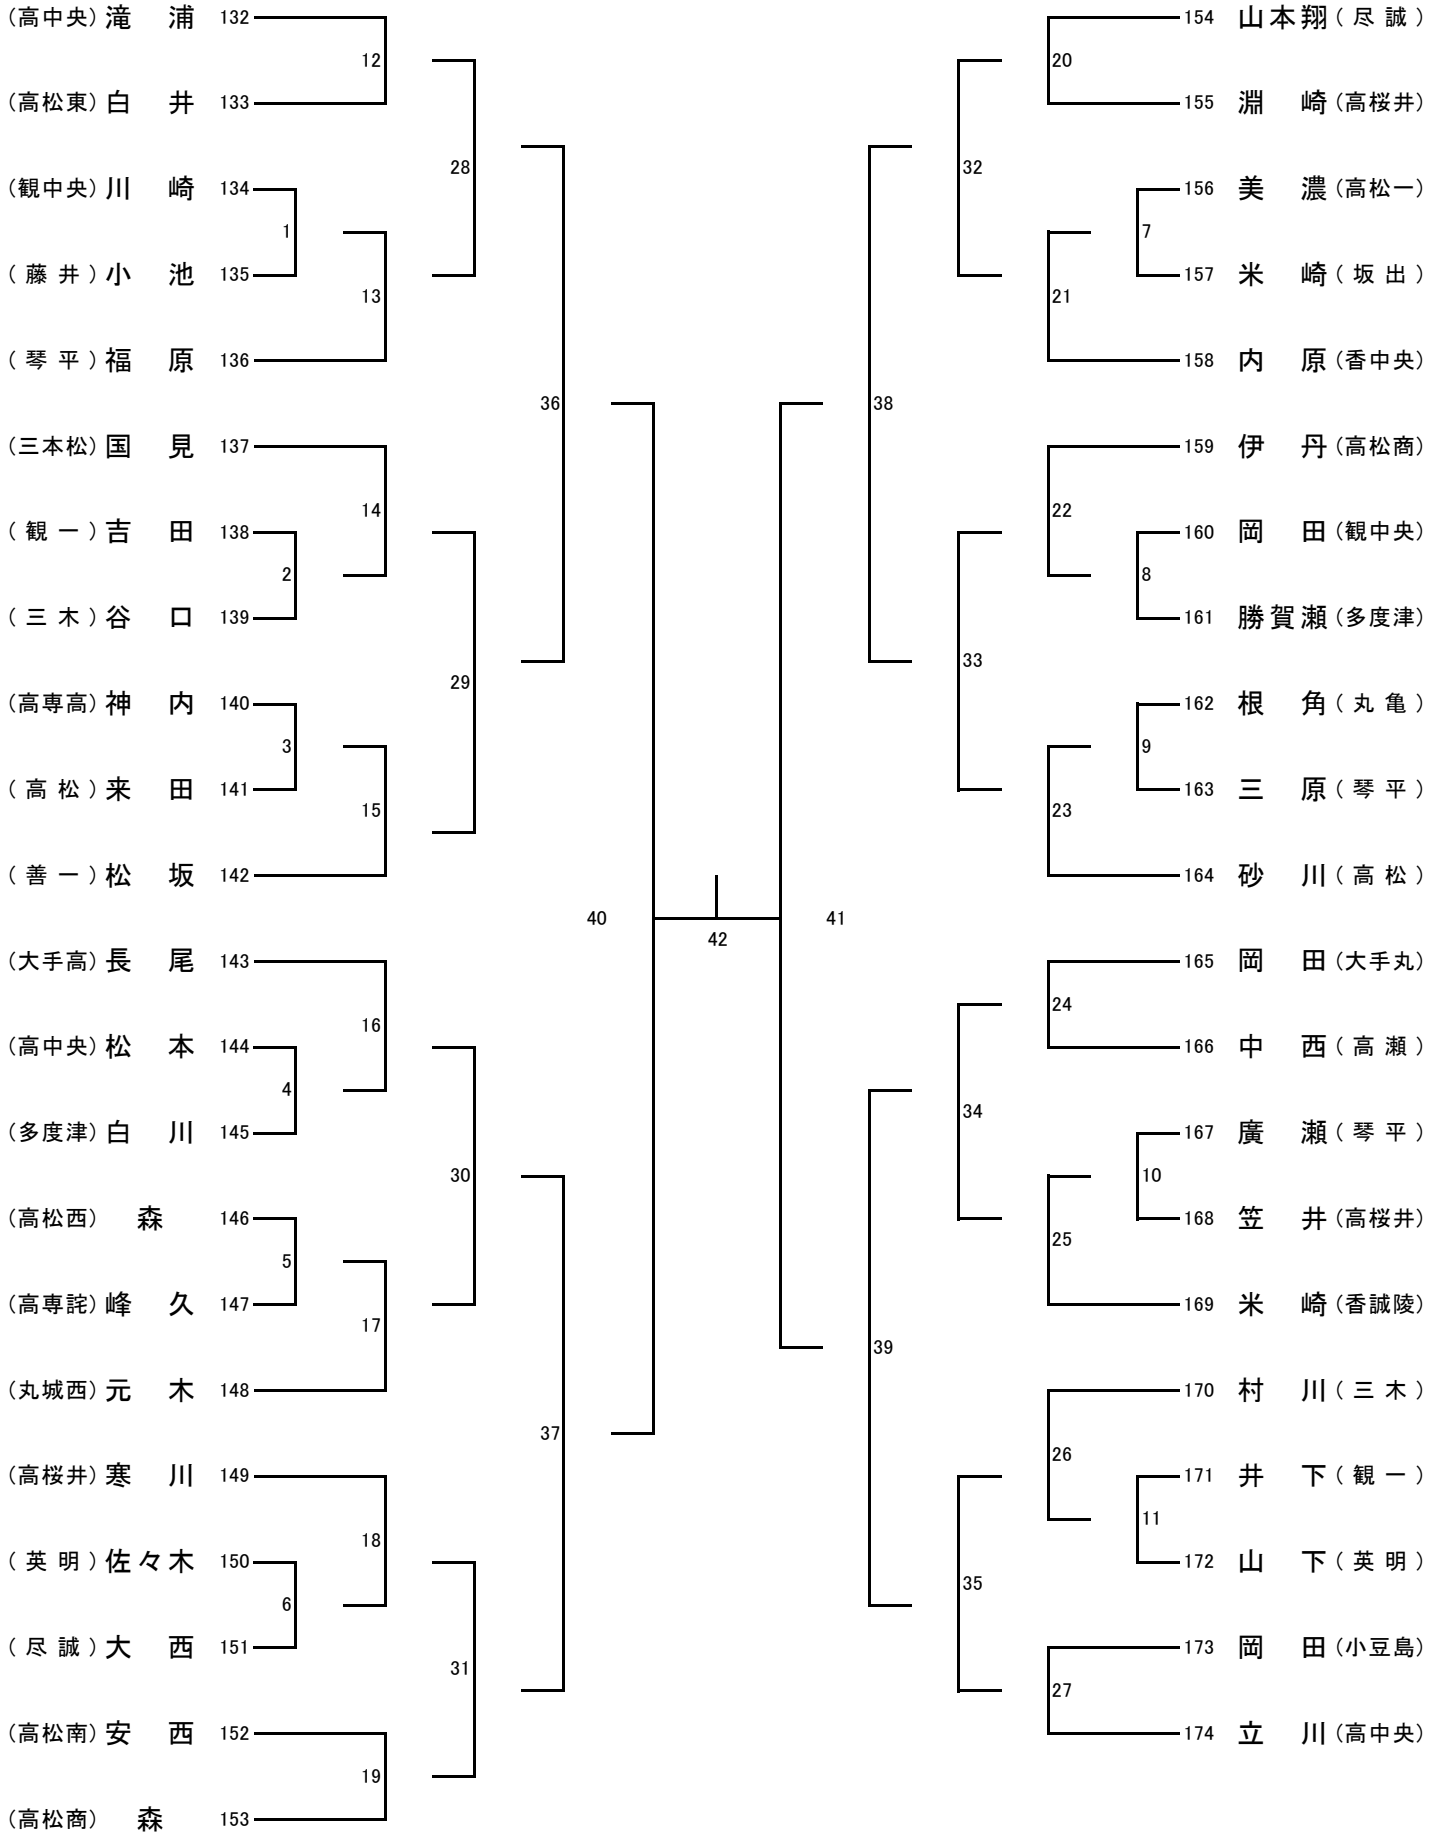 (高中央) 滝 浦 132
12
(高松東) 白 井 133
28
(観中央) 川 崎 134
1
(藤井) 小 池 135
13
(琴平) 福 原 136
36
(三本松) 国 見 137
14
(観一) 吉 田 138
2
(三木) 谷 口 139
29
(高専高) 神 内 140
3
(高松) 来 田 141
15
(善一) 松 坂 142
40
(大手高) 長 尾 143
16
(高中央) 松 本 144
4
(多度津) 白 川 145
30
(高松西) 森 146
5
(高専詫) 峰 久 147
17
(丸城西) 元 木 148
37
(高桜井) 寒 川 149
18
(英明) 佐々木 150
6
(尽誠) 大 西 151
31
(高松南) 安 西 152
19
(高松商) 森 153
42
154 山本翔 (尽誠)
20
155 淵 崎 (高桜井)
32
156 美 濃 (高松一)
7
157 米 崎 (坂出)
21
158 内 原 (香中央)
38
159 伊 丹 (高松商)
22
160 岡 田 (観中央)
8
161 勝賀瀬 (多度津)
33
162 根 角 (丸亀)
9
163 三 原 (琴平)
23
164 砂 川 (高松)
41
165 岡 田 (大手丸)
24
166 中 西 (高瀬)
34
167 廣 瀬 (琴平)
10
168 笠 井 (高桜井)
25
169 米 崎 (香誠陵)
39
170 村 川 (三木)
26
171 井 下 (観一)
11
172 山 下 (英明)
35
173 岡 田 (小豆島)
27
174 立 川 (高中央)